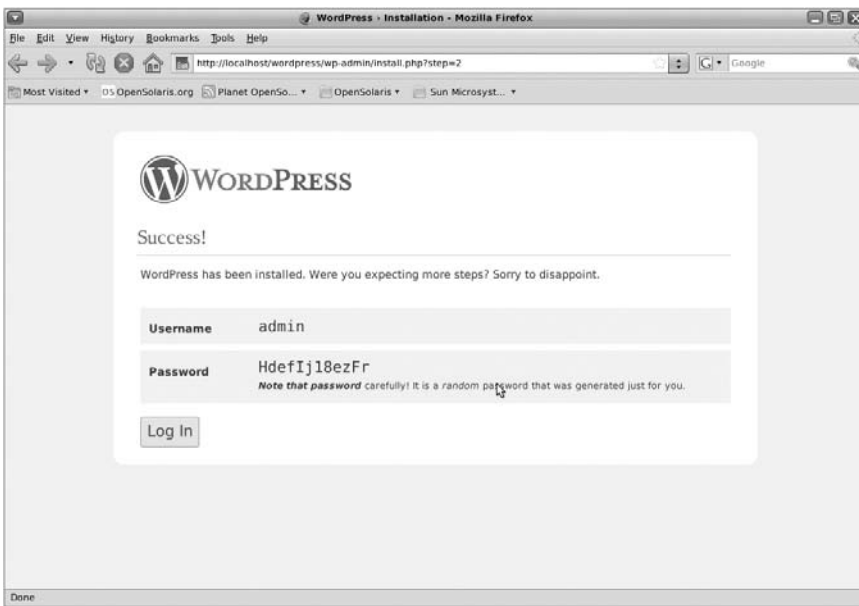 WordPress › Installation - Mozilla Firefox
File Edit View History Bookmarks Tools Help
http://localhost/wordpress/wp-admin/install.php?step=2
G Google
Most Visited OS OpenSolaris.org Planet OpenSo... OpenSolaris Sun Microsyst...
WORDPRESS
Success!
WordPress has been installed. Were you expecting more steps? Sorry to disappoint.
Username admin
Password HdefIj18ezFr
Note that password carefully! It is a random password that was generated just for you.
Log In
Done